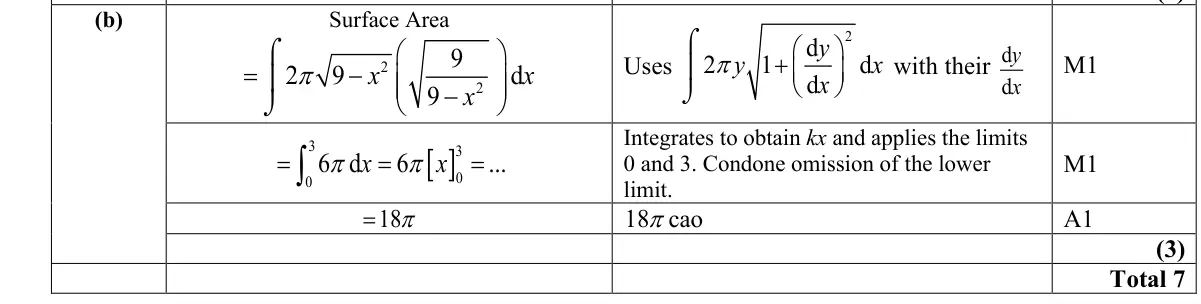 (b)
Surface Area
= ∫ 2π√(9 − x²) (√(9/(9 − x²))) dx
Uses ∫ 2πy√(1 + (dy/dx)²) dx with their dy/dx
M1
= ∫₀³ 6π dx = 6π[x]₀³ = ...
Integrates to obtain kx and applies the limits
0 and 3. Condone omission of the lower
limit.
M1
= 18π
18π cao
A1
(3)
Total 7